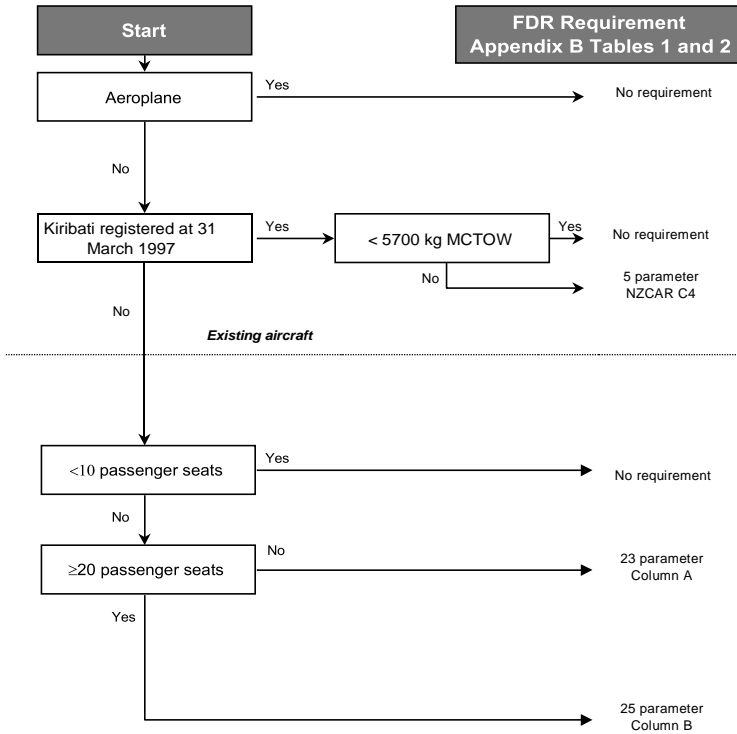 Start
FDR Requirement
Appendix B Tables 1 and 2
Aeroplane
Yes
No requirement
No
Kiribati registered at 31
March 1997
Yes
< 5700 kg MCTOW
Yes
No requirement
No
5 parameter
NZCAR C4
No
Existing aircraft
<10 passenger seats
Yes
No requirement
No
≥20 passenger seats
No
23 parameter
Column A
Yes
25 parameter
Column B